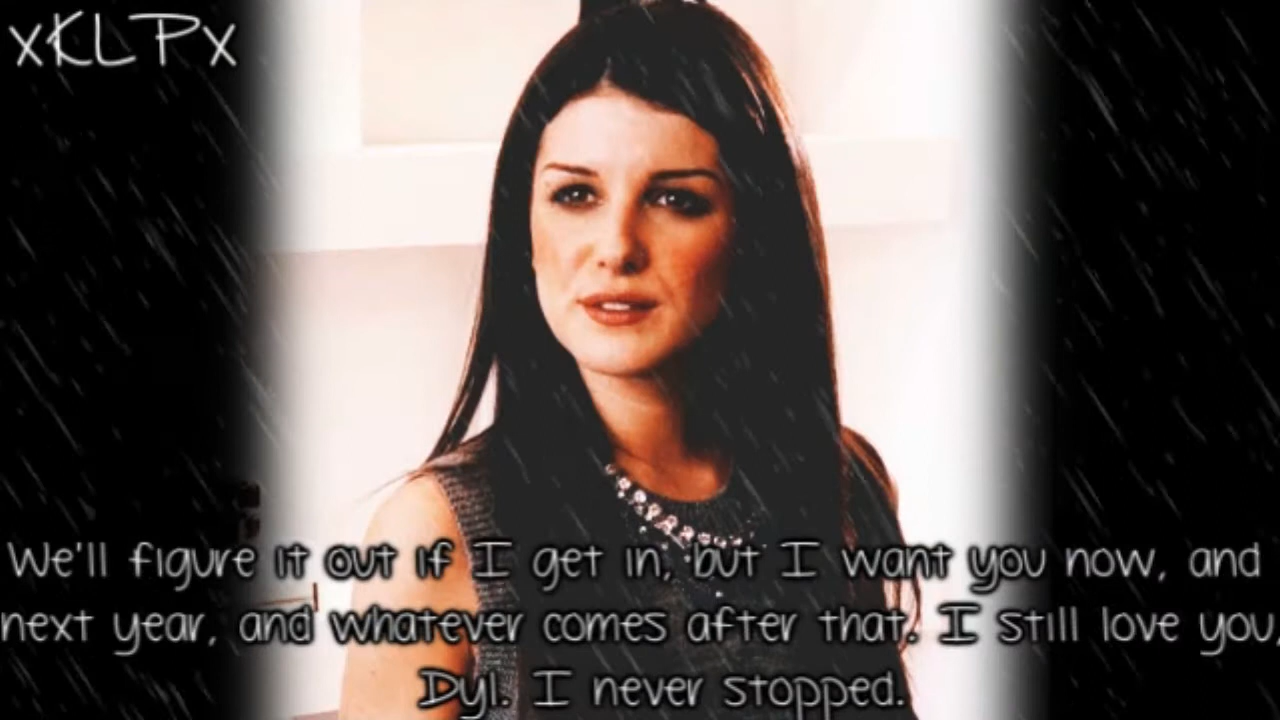 xKLPx
We'll figure it out if I get in, but I want you now, and
next year, and whatever comes after that. I still love you,
Dyl. I never stopped.